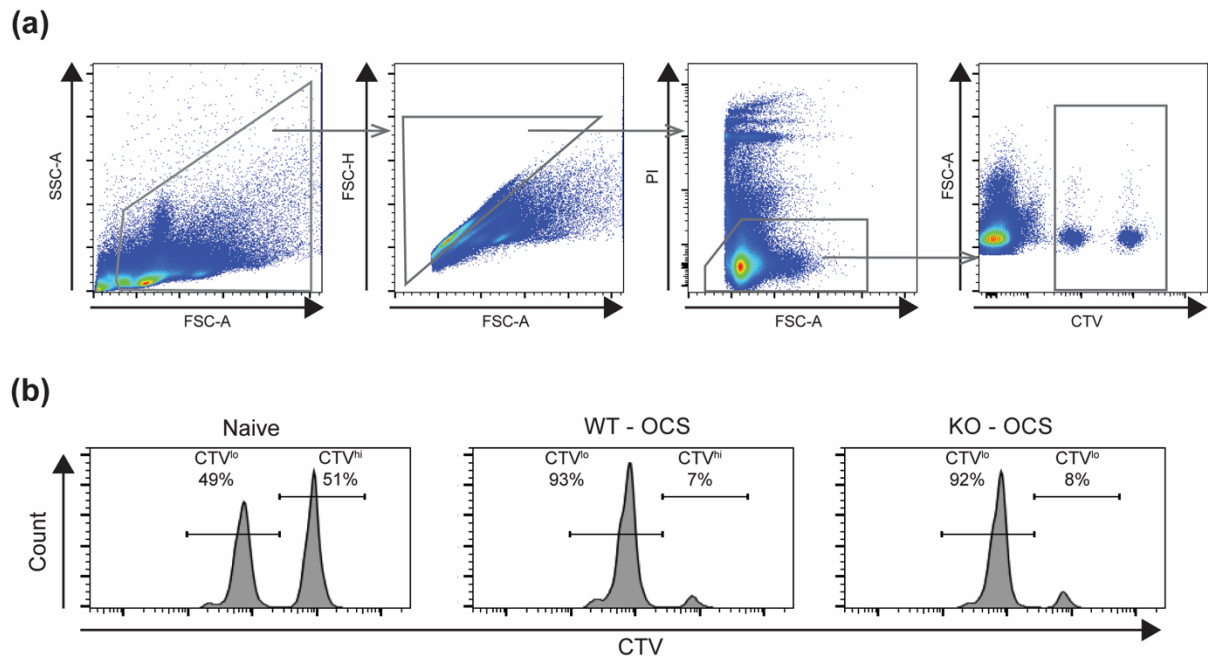 (a)
SSC-A
FSC-A
FSC-H
FSC-A
PI
FSC-A
FSC-A
CTV
(b)
Naive
WT - OCS
KO - OCS
CTVlo
49%
CTVhi
51%
CTVlo
93%
CTVhi
7%
CTVlo
92%
CTVlo
8%
Count
CTV